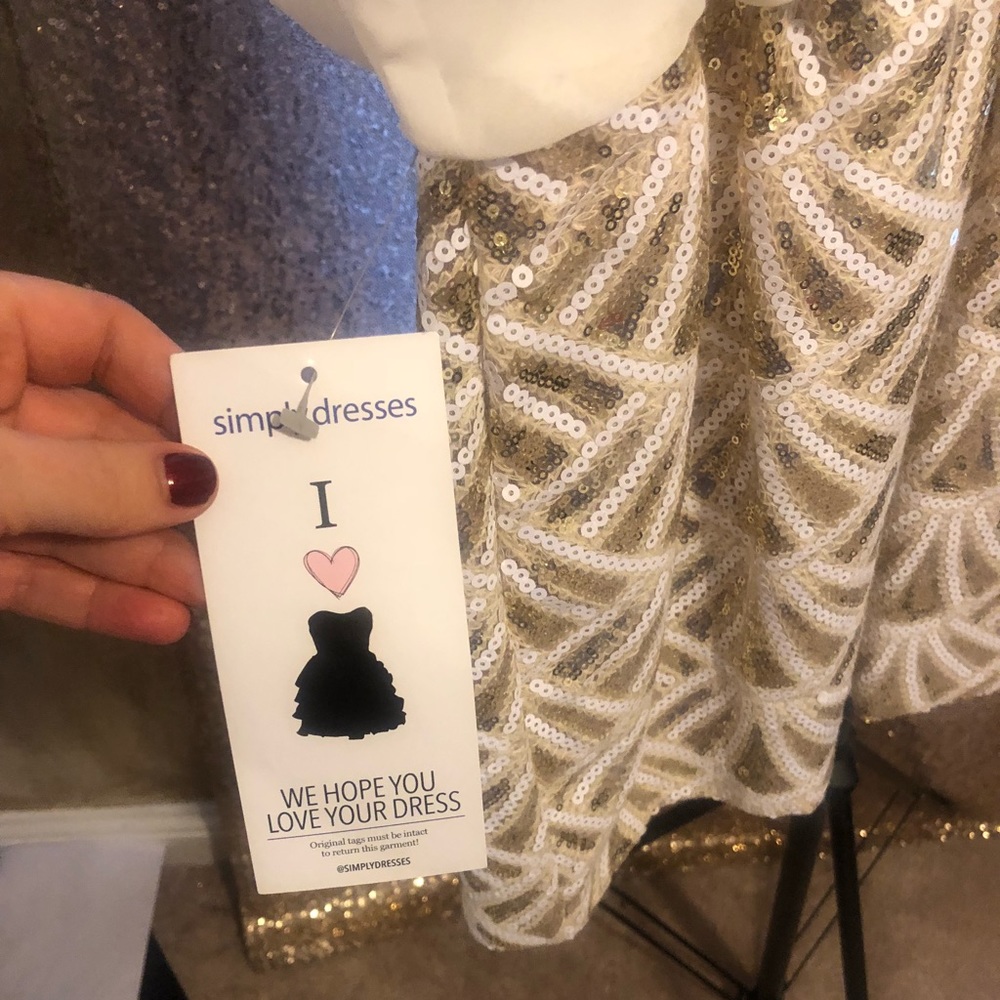 simplydresses
I
WE HOPE YOU
LOVE YOUR DRESS
Original tags must be intact
to return this garment!
@SIMPLYDRESSES